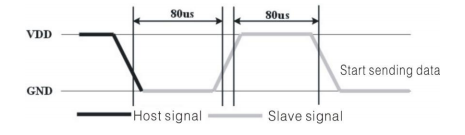 80us 80us
VDD
Start sending data
GND
Host signal Slave signal